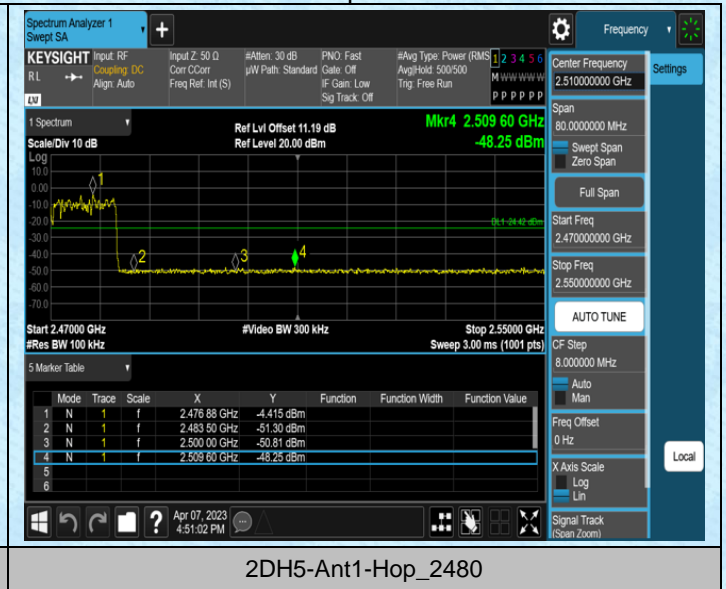 Spectrum Analyzer 1
Swept SA
+
Frequency
KEYSIGHT
RL
Input: RF
Coupling: DC
Align: Auto
Input Z: 50 Ω
Corr CCorr
Freq Ref: Int (S)
#Atten: 30 dB
µW Path: Standard
PNO: Fast
Gate: Off
IF Gain: Low
Sig Track: Off
#Avg Type: Power (RMS
Avg|Hold: 500/500
Trig: Free Run
1 2 3 4 5 6
M W W W W W
P P P P P P
1 Spectrum
Scale/Div 10 dB
Ref Lvl Offset 11.19 dB
Ref Level 20.00 dBm
Mkr4 2.509 60 GHz
-48.25 dBm
Log
10.0
0.00
-10.0
-20.0
-30.0
-40.0
-50.0
-60.0
-70.0
1
2
3
4
DL1 -24.42 dBm
Start 2.47000 GHz
#Res BW 100 kHz
#Video BW 300 kHz
Stop 2.55000 GHz
Sweep 3.00 ms (1001 pts)
5 Marker Table
Mode Trace Scale X Y Function Function Width Function Value
1 N 1 f 2.476 88 GHz -4.415 dBm
2 N 1 f 2.483 50 GHz -51.30 dBm
3 N 1 f 2.500 00 GHz -50.81 dBm
4 N 1 f 2.509 60 GHz -48.25 dBm
5
6
Center Frequency
2.510000000 GHz
Settings
Span
80.0000000 MHz
Swept Span
Zero Span
Full Span
Start Freq
2.470000000 GHz
Stop Freq
2.550000000 GHz
AUTO TUNE
CF Step
8.000000 MHz
Auto
Man
Freq Offset
0 Hz
X Axis Scale
Log
Lin
Local
Signal Track
(Span Zoom)
?
Apr 07, 2023
4:51:02 PM
2DH5-Ant1-Hop_2480